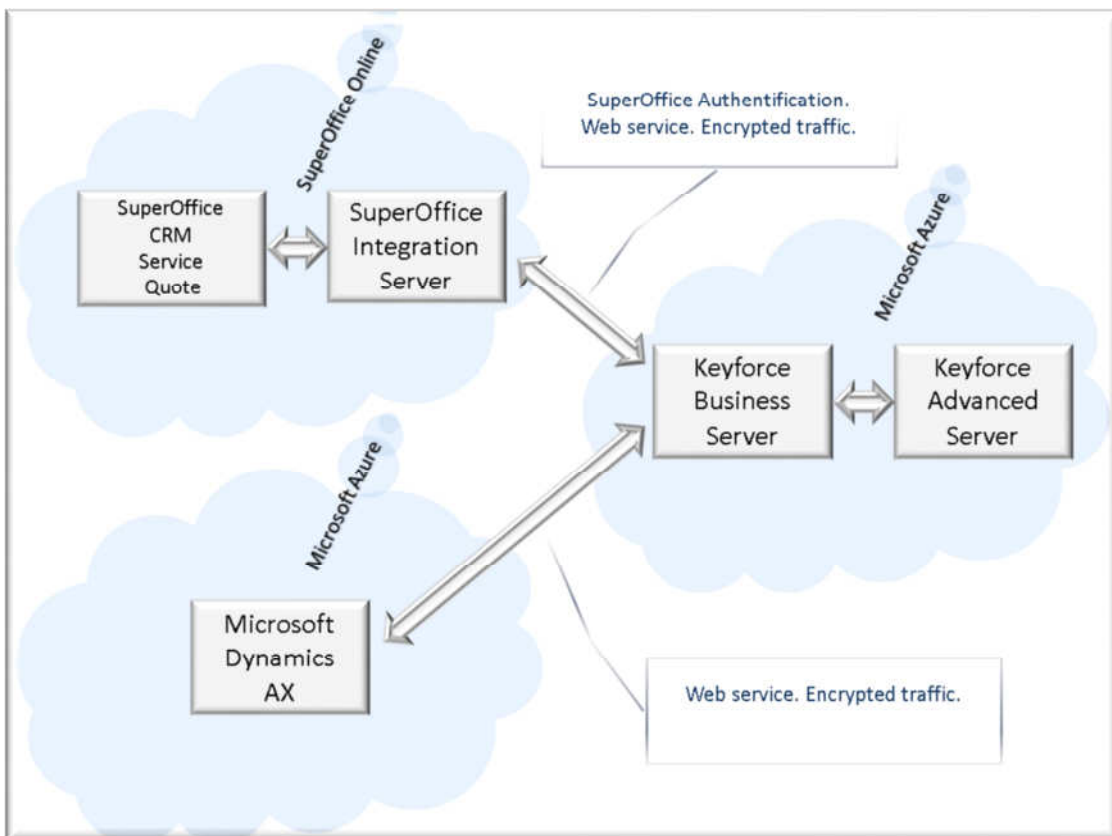 SuperOffice Online
SuperOffice
CRM
Service
Quote
SuperOffice
Integration
Server
SuperOffice Authentification.
Web service. Encrypted traffic.
Microsoft Azure
Keyforce
Business
Server
Keyforce
Advanced
Server
Microsoft Azure
Microsoft
Dynamics
AX
Web service. Encrypted traffic.